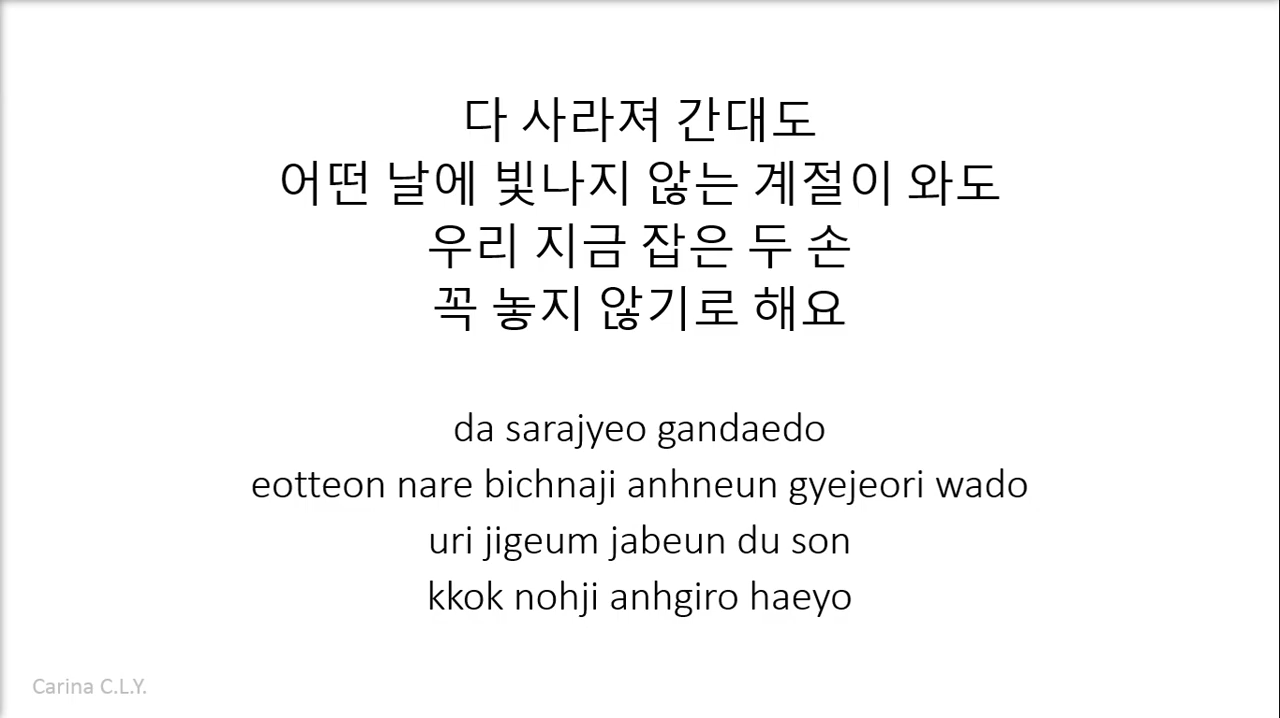 다 사라져 간대도
어떤 날에 빛나지 않는 계절이 와도
우리 지금 잡은 두 손
꼭 놓지 않기로 해요
da sarajyeo gandaedo
eotteon nare bichnaji anhneun gyejeori wado
uri jigeum jabeun du son
kkok nohji anhgiro haeyo
Carina C.L.Y.